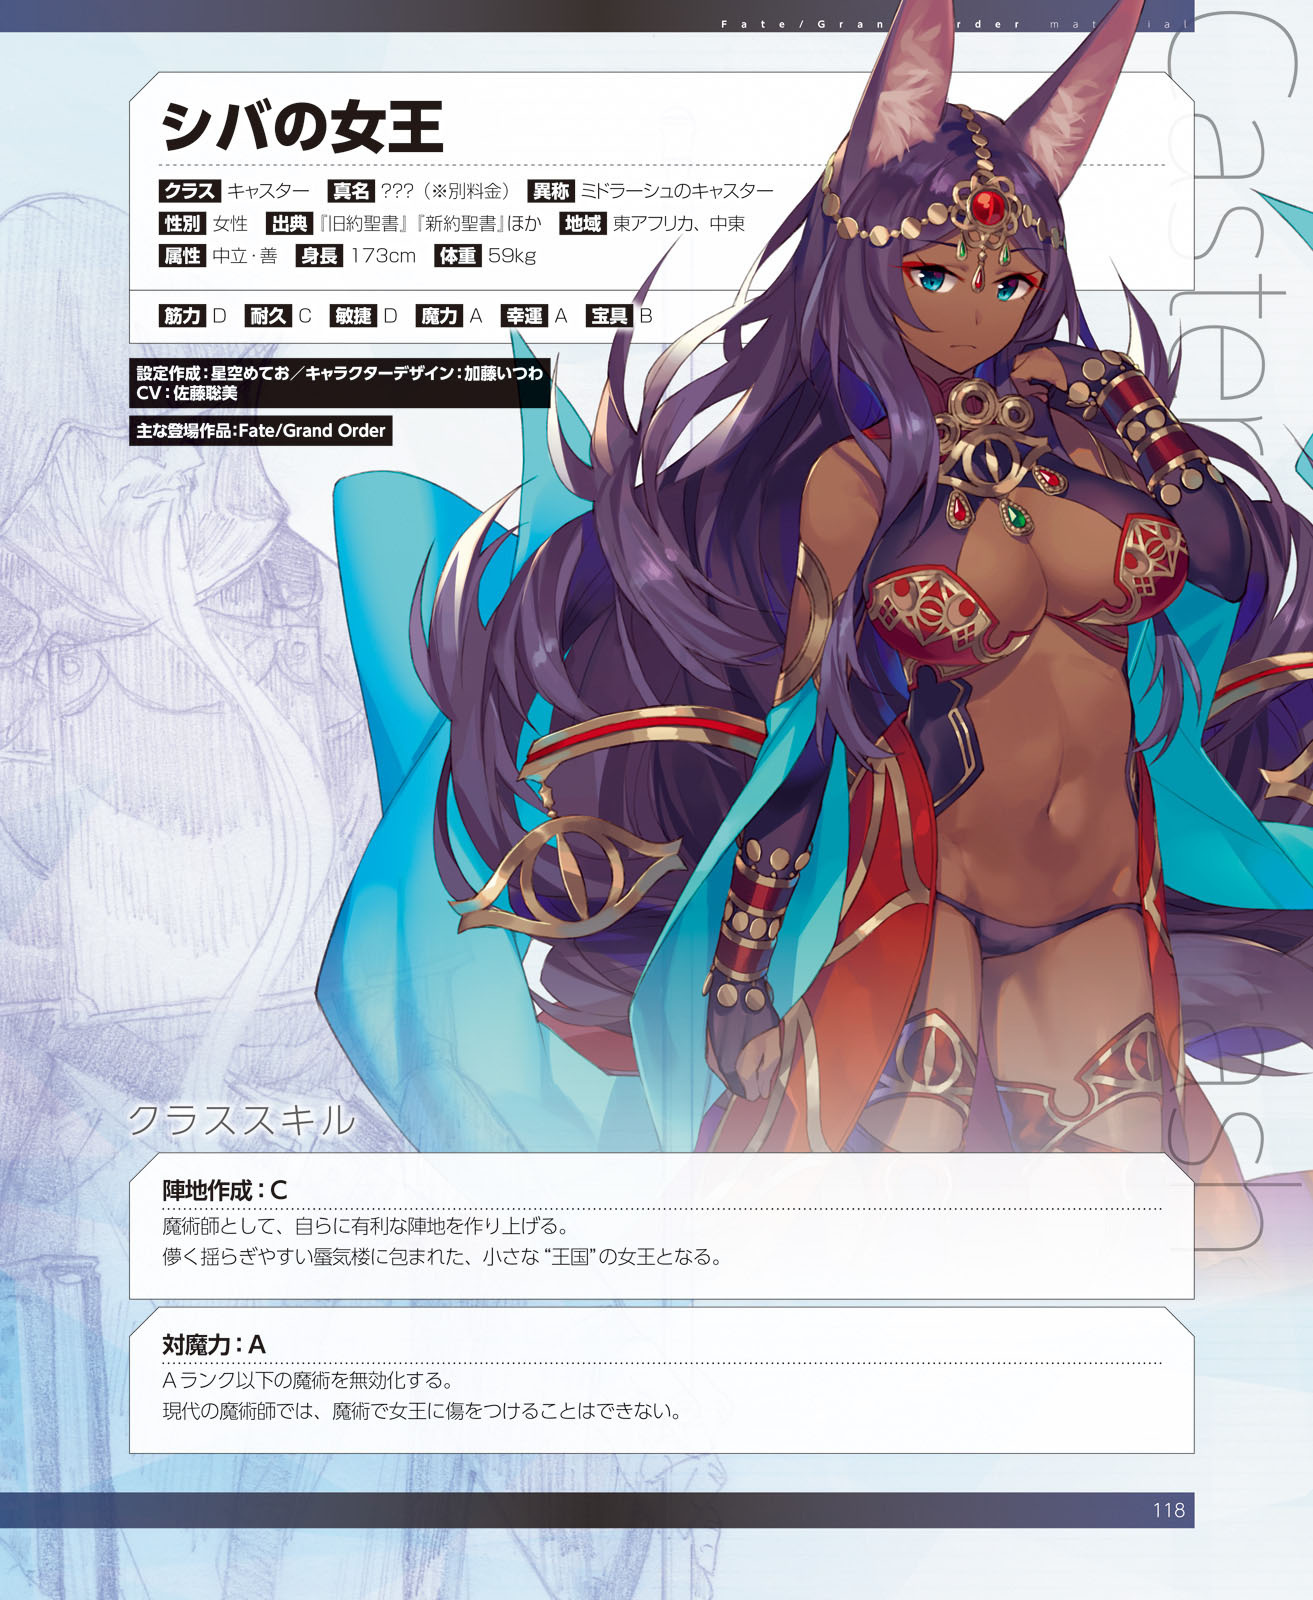 Fate/Gran rder mat ial
シバの女王
クラス キャスター 真名 ???（※別料金） 異称 ミドラーシュのキャスター
性別 女性 出典 『旧約聖書』『新約聖書』ほか 地域 東アフリカ、中東
属性 中立・善 身長 173cm 体重 59kg
筋力 D 耐久 C 敏捷 D 魔力 A 幸運 A 宝具 B
設定作成：星空めてお／キャラクターデザイン：加藤いつわ
CV：佐藤聡美
主な登場作品：Fate/Grand Order
Caster
ash
クラススキル
陣地作成：C
魔術師として、自らに有利な陣地を作り上げる。
儚く揺らぎやすい蜃気楼に包まれた、小さな“王国”の女王となる。
対魔力：A
Aランク以下の魔術を無効化する。
現代の魔術師では、魔術で女王に傷をつけることはできない。
118